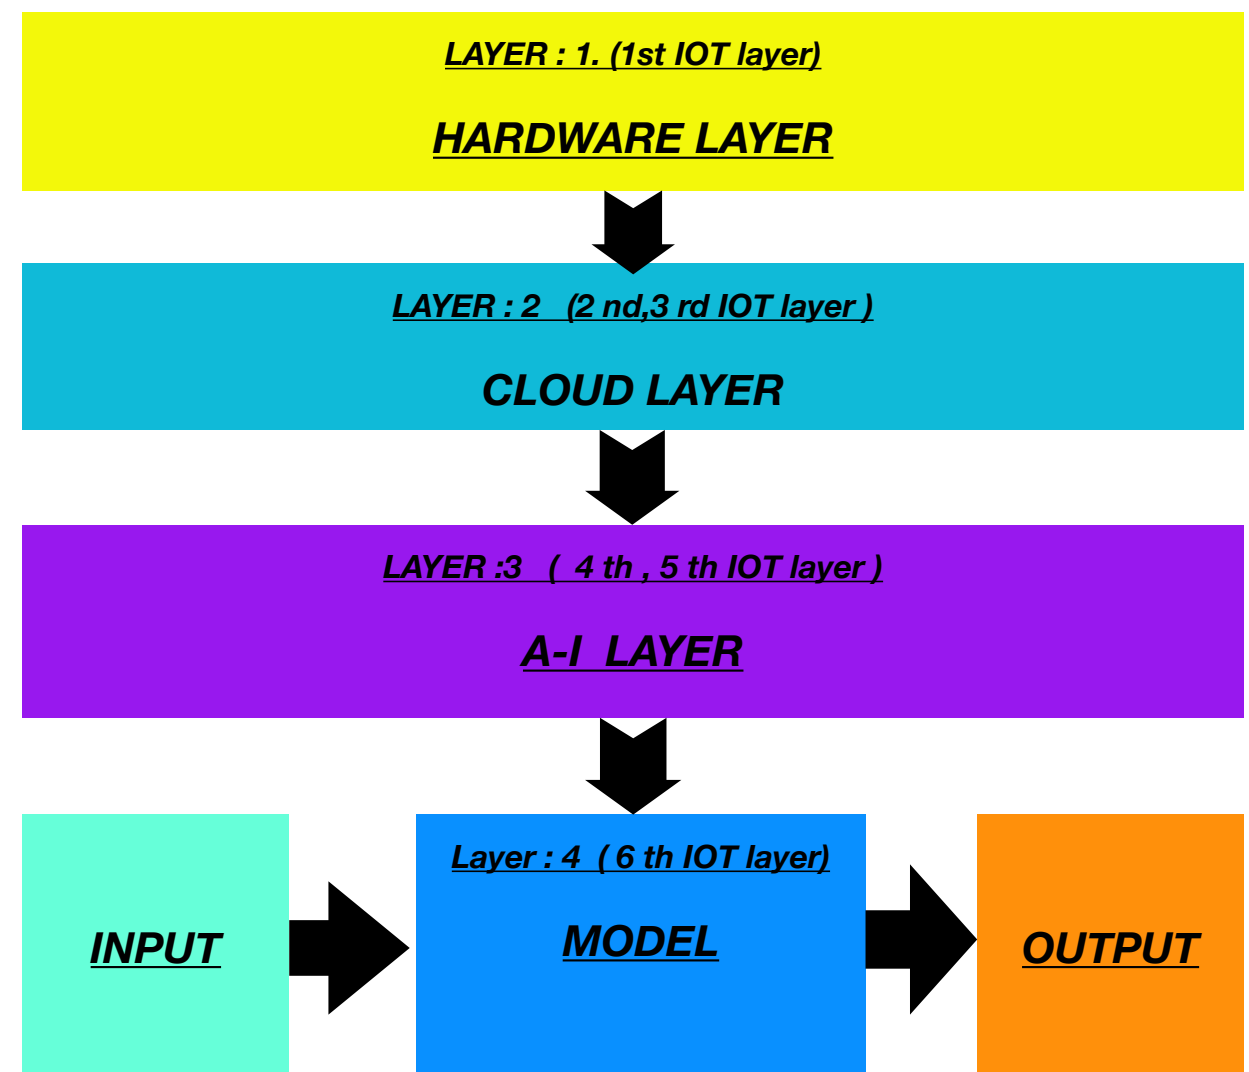 LAYER : 1. (1st IOT layer)
HARDWARE LAYER
LAYER : 2 (2 nd,3 rd IOT layer )
CLOUD LAYER
LAYER :3 ( 4 th , 5 th IOT layer )
A-I LAYER
INPUT
Layer : 4 ( 6 th IOT layer)
MODEL
OUTPUT